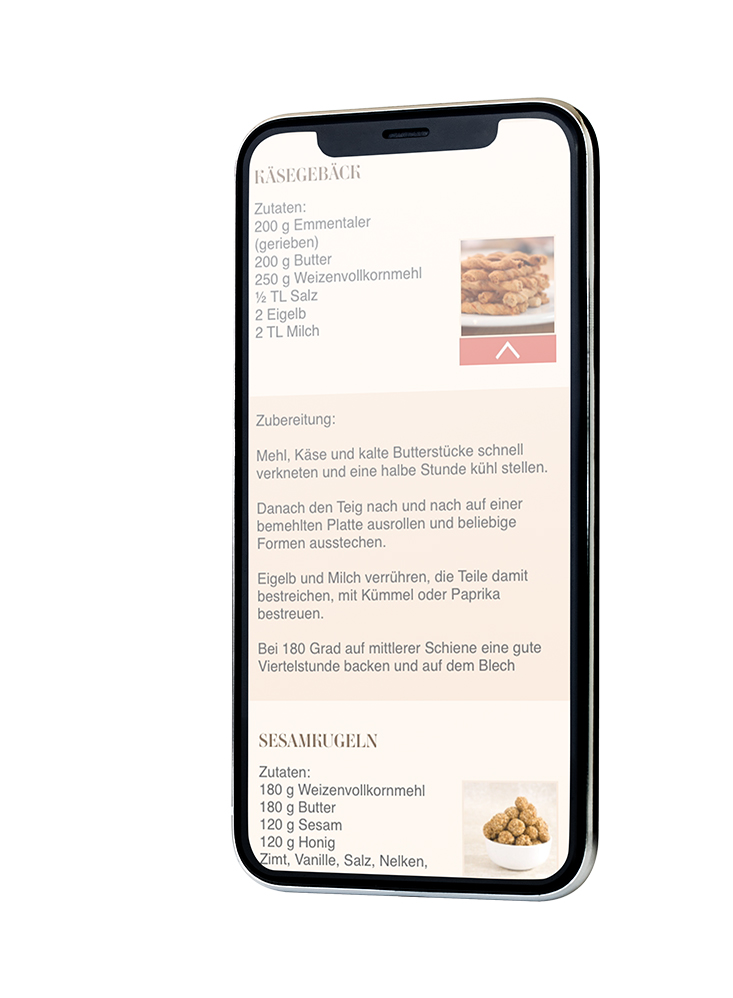 KÄSEGEBÄCK
Zutaten:
200 g Emmentaler
(gerieben)
200 g Butter
250 g Weizenvollkornmehl
½ TL Salz
2 Eigelb
2 TL Milch
Zubereitung:
Mehl, Käse und kalte Butterstücke schnell
verkneten und eine halbe Stunde kühl stellen.
Danach den Teig nach und nach auf einer
bemehlten Platte ausrollen und beliebige
Formen ausstechen.
Eigelb und Milch verrühren, die Teile damit
bestreichen, mit Kümmel oder Paprika
bestreuen.
Bei 180 Grad auf mittlerer Schiene eine gute
Viertelstunde backen und auf dem Blech
SESAMKUGELN
Zutaten:
180 g Weizenvollkornmehl
180 g Butter
120 g Sesam
120 g Honig
Zimt, Vanille, Salz, Nelken,